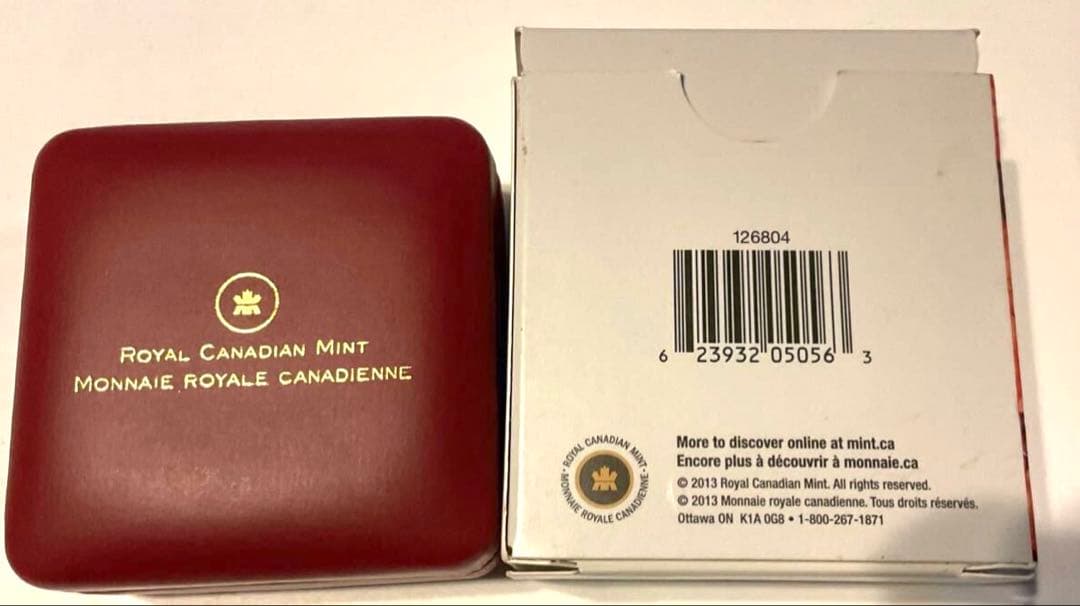 ROYAL CANADIAN MINT
MONNAIE ROYALE CANADIENNE
126804
6 23932 05056 3
• ROYAL CANADIAN MINT •
MONNAIE ROYALE CANADIENNE
More to discover online at mint.ca
Encore plus à découvrir à monnaie.ca
© 2013 Royal Canadian Mint. All rights reserved.
© 2013 Monnaie royale canadienne. Tous droits réservés.
Ottawa ON K1A 0G8 • 1-800-267-1871